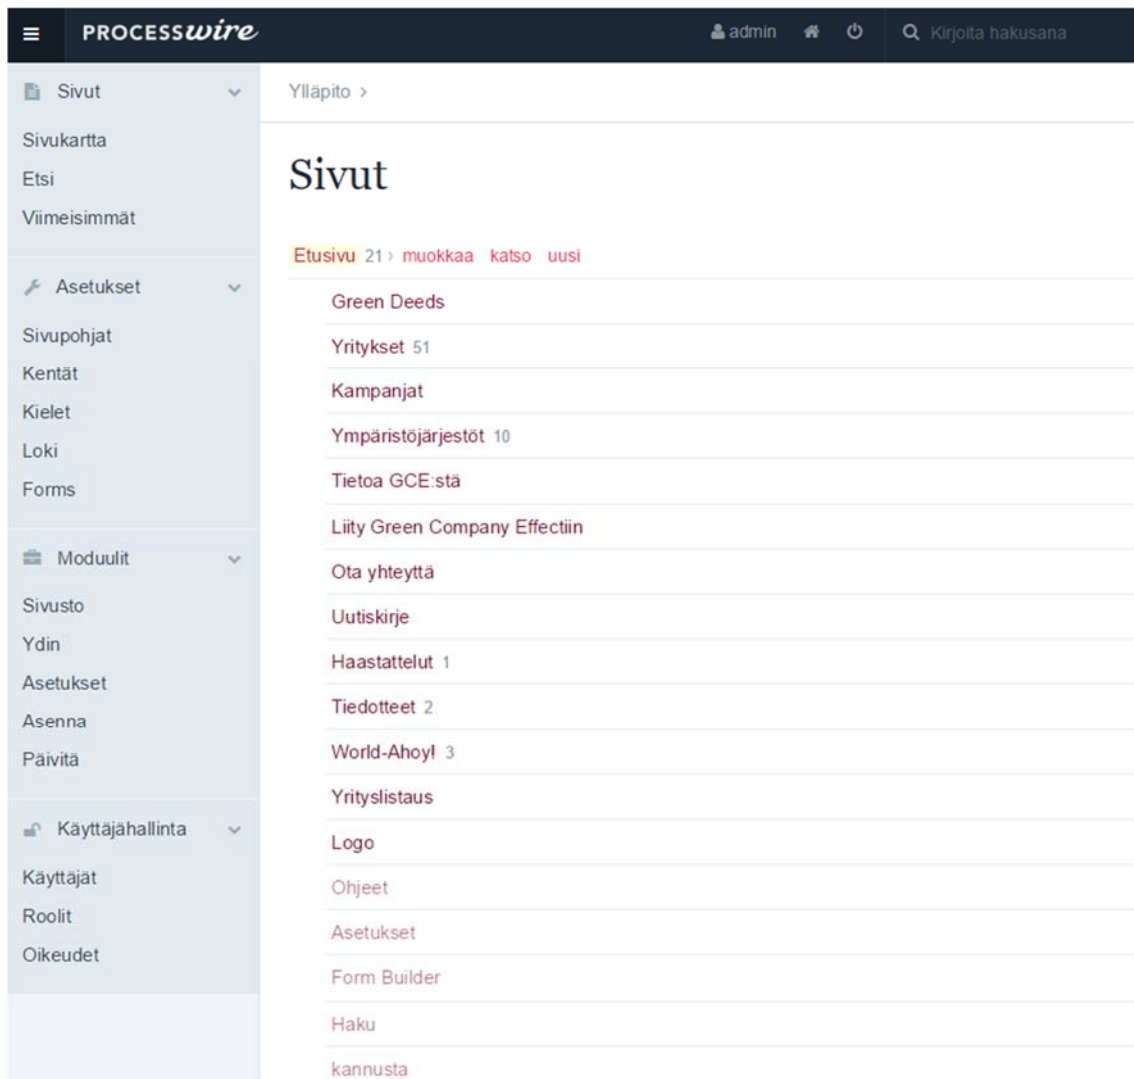 PROCESSwire
admin
Kirjoita hakusana
Sivut
Sivukartta
Etsi
Viimeisimmät
Asetukset
Sivupohjat
Kentät
Kielet
Loki
Forms
Moduulit
Sivusto
Ydin
Asetukset
Asenna
Päivitä
Käyttäjähallinta
Käyttäjät
Roolit
Oikeudet
Ylläpito >
Sivut
Etusivu 21 › muokkaa katso uusi
Green Deeds
Yritykset 51
Kampanjat
Ympäristöjärjestöt 10
Tietoa GCE:stä
Liity Green Company Effectiin
Ota yhteyttä
Uutiskirje
Haastattelut 1
Tiedotteet 2
World-Ahoy! 3
Yrityslistaus
Logo
Ohjeet
Asetukset
Form Builder
Haku
kannusta